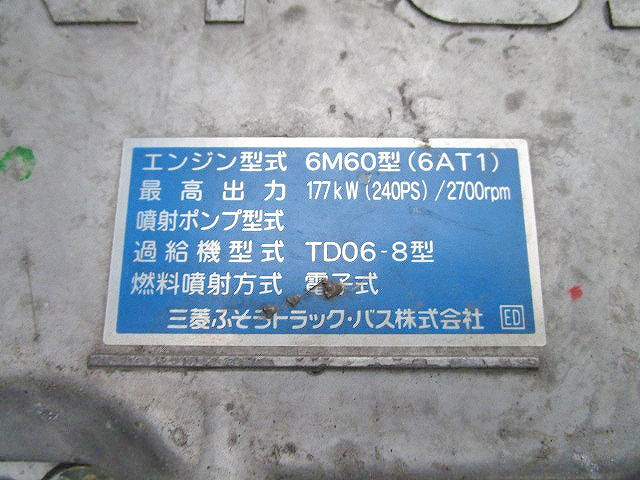 エンジン型式 6M60型(6AT1)
最高出力 177kW(240PS)/2700rpm
噴射ポンプ型式
過給機型式 TD06-8型
燃料噴射方式 電子式
三菱ふそうトラック・バス株式会社 ED